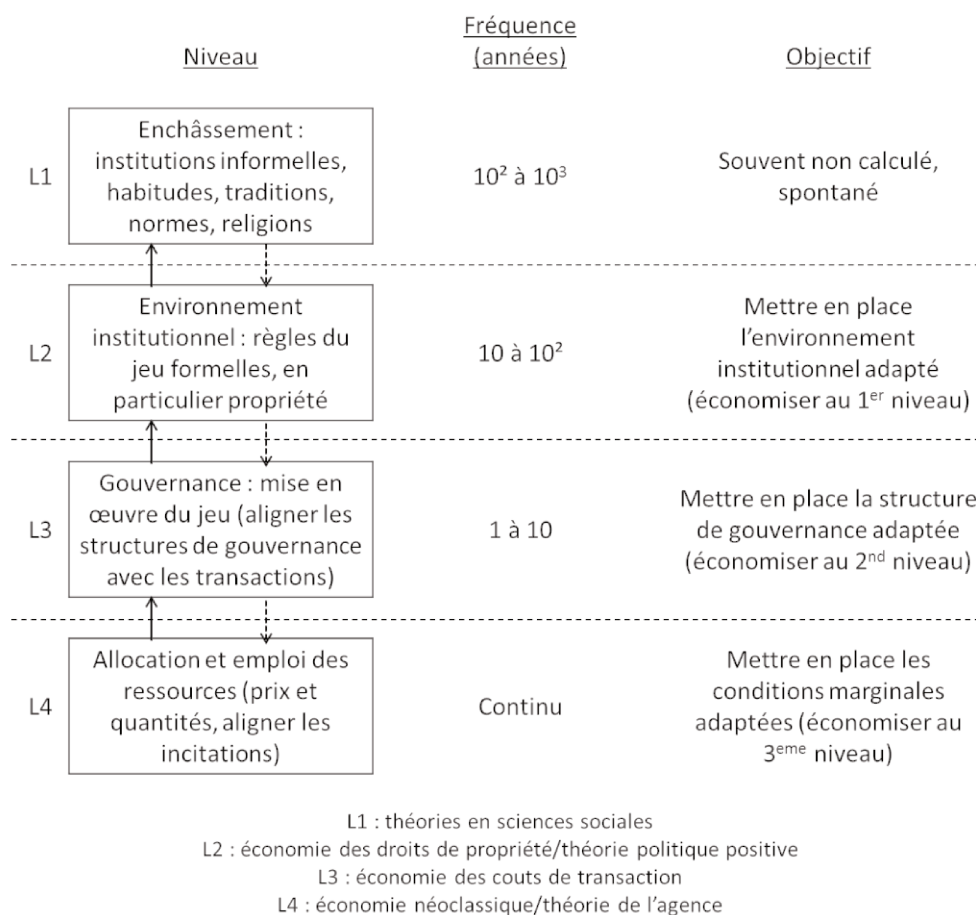 Niveau
Fréquence
(années)
Objectif
L1
Enchâssement :
institutions informelles,
habitudes, traditions,
normes, religions
10² à 10³
Souvent non calculé,
spontané
L2
Environnement
institutionnel : règles du
jeu formelles, en
particulier propriété
10 à 10²
Mettre en place
l’environnement
institutionnel adapté
(économiser au 1er niveau)
L3
Gouvernance : mise en
œuvre du jeu (aligner les
structures de gouvernance
avec les transactions)
1 à 10
Mettre en place la structure
de gouvernance adaptée
(économiser au 2nd niveau)
L4
Allocation et emploi des
ressources (prix et
quantités, aligner les
incitations)
Continu
Mettre en place les
conditions marginales
adaptées (économiser au
3eme niveau)
L1 : théories en sciences sociales
L2 : économie des droits de propriété/théorie politique positive
L3 : économie des couts de transaction
L4 : économie néoclassique/théorie de l’agence